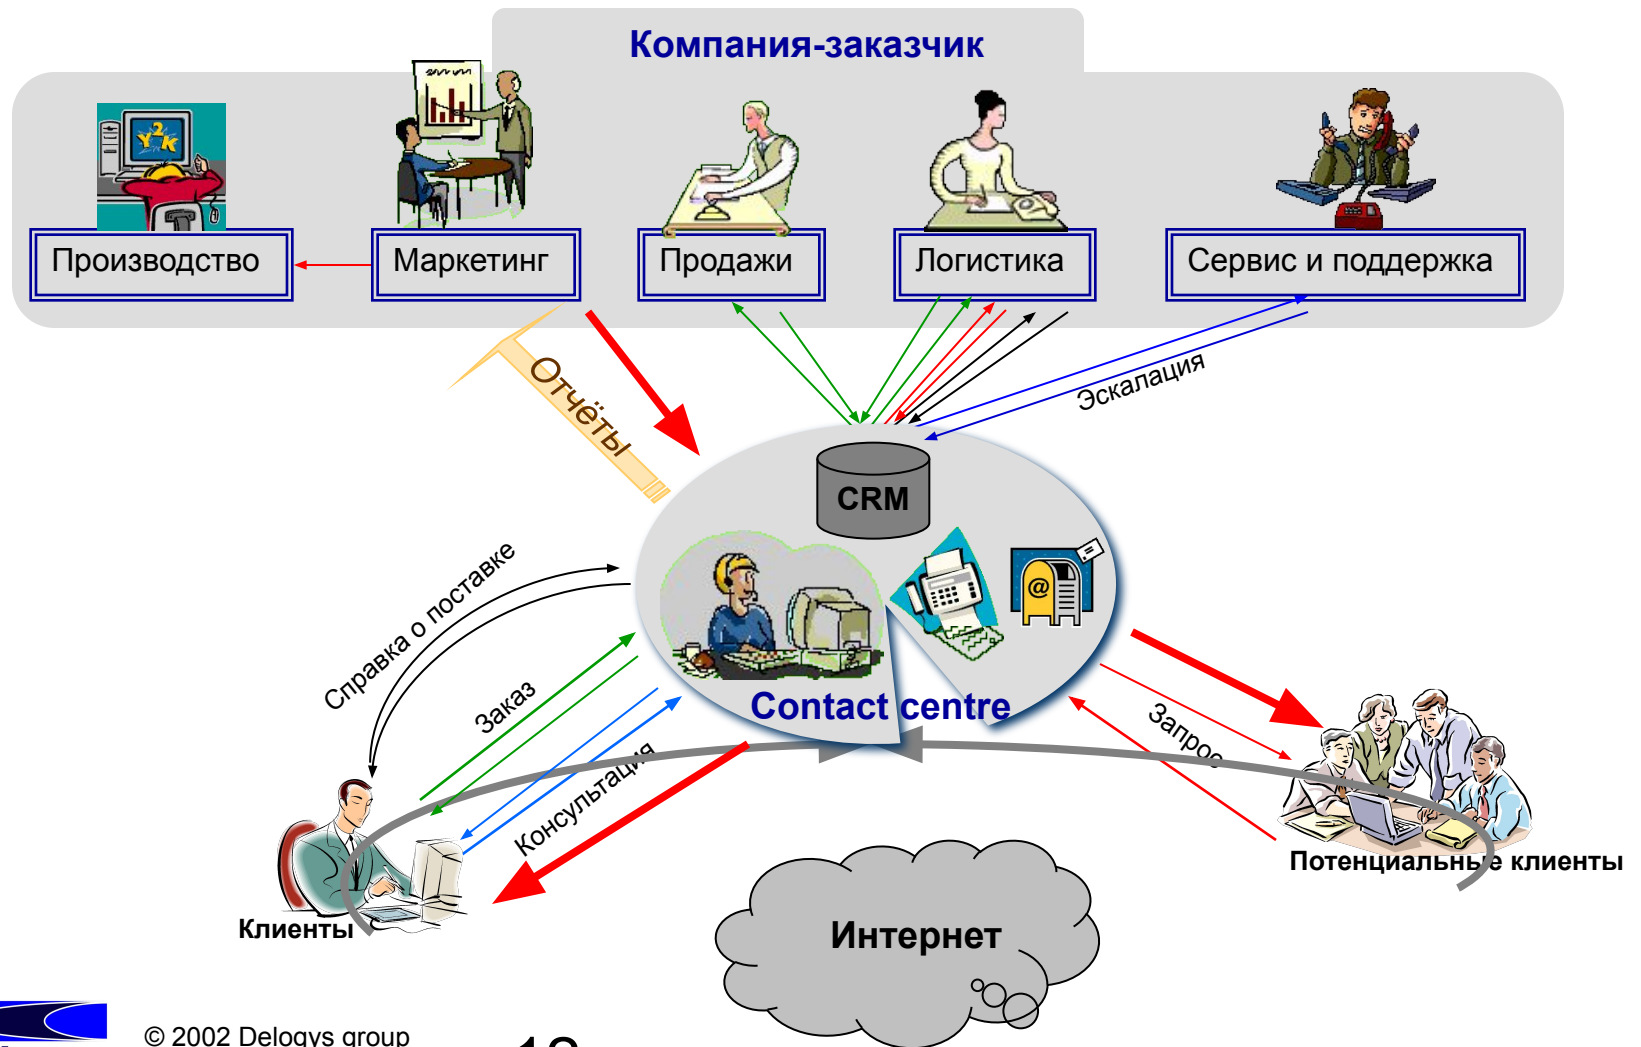 Компания-заказчик
Y2K
Производство
Маркетинг
Продажи
Логистика
Сервис и поддержка
Отчёты
Эскалация
CRM
@
Справка о поставке
Заказ
Contact centre
Запрос
Консультация
Потенциальные клиенты
Клиенты
Интернет
© 2002 Delogys group